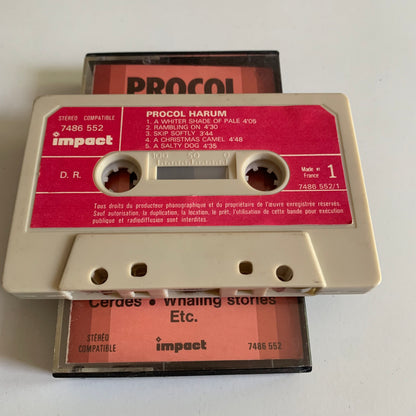 PROCOL
STÉRÉO COMPATIBLE
7486 552
impact
PROCOL HARUM
1. A WHITER SHADE OF PALE 4'05
2. RAMBLING ON 4'30
3. SKIP SOFTLY 3'44
4. A CHRISTMAS CAMEL 4'48
5. A SALTY DOG 4'35
D. R.
100 50 0
Made in
France
1
7486 552/1
Tous droits du producteur phonographique et du propriétaire de l'œuvre enregistrée réservés.
Sauf autorisation, la duplication, la location, le prêt, l'utilisation de cette bande pour exécution
publique et radiodiffusion sont interdites.
Cerdes • Whaling stories
Etc.
STÉRÉO
COMPATIBLE
impact
7486 552